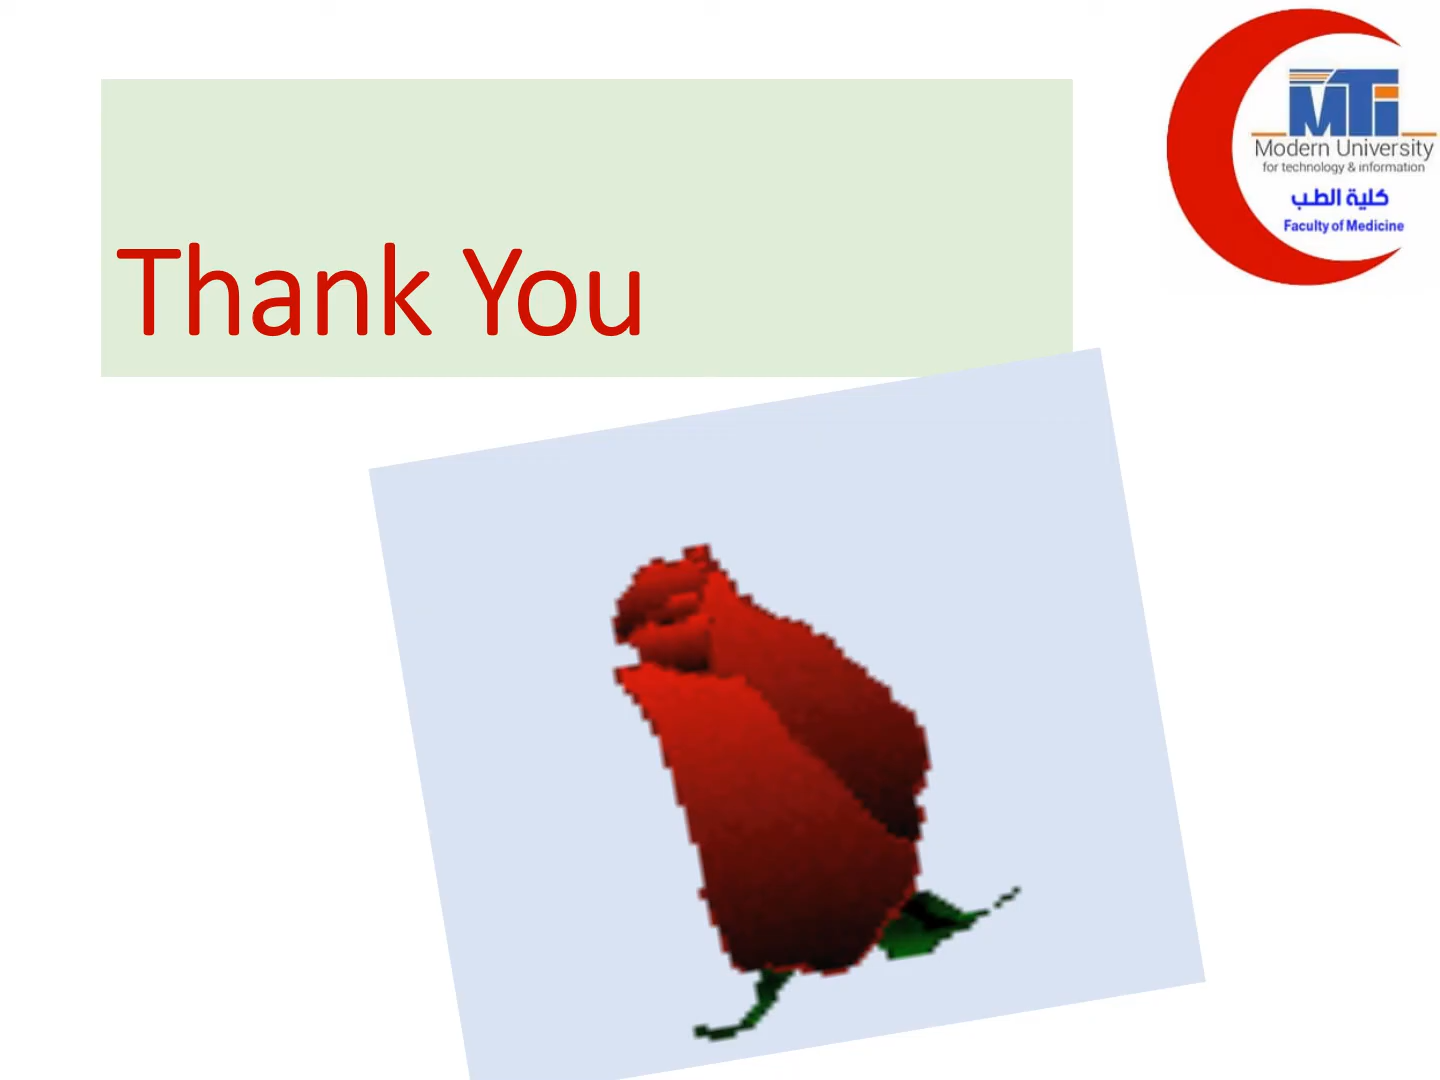 Thank You
MTi
Modern University
for technology & information
كلية الطب
Faculty of Medicine